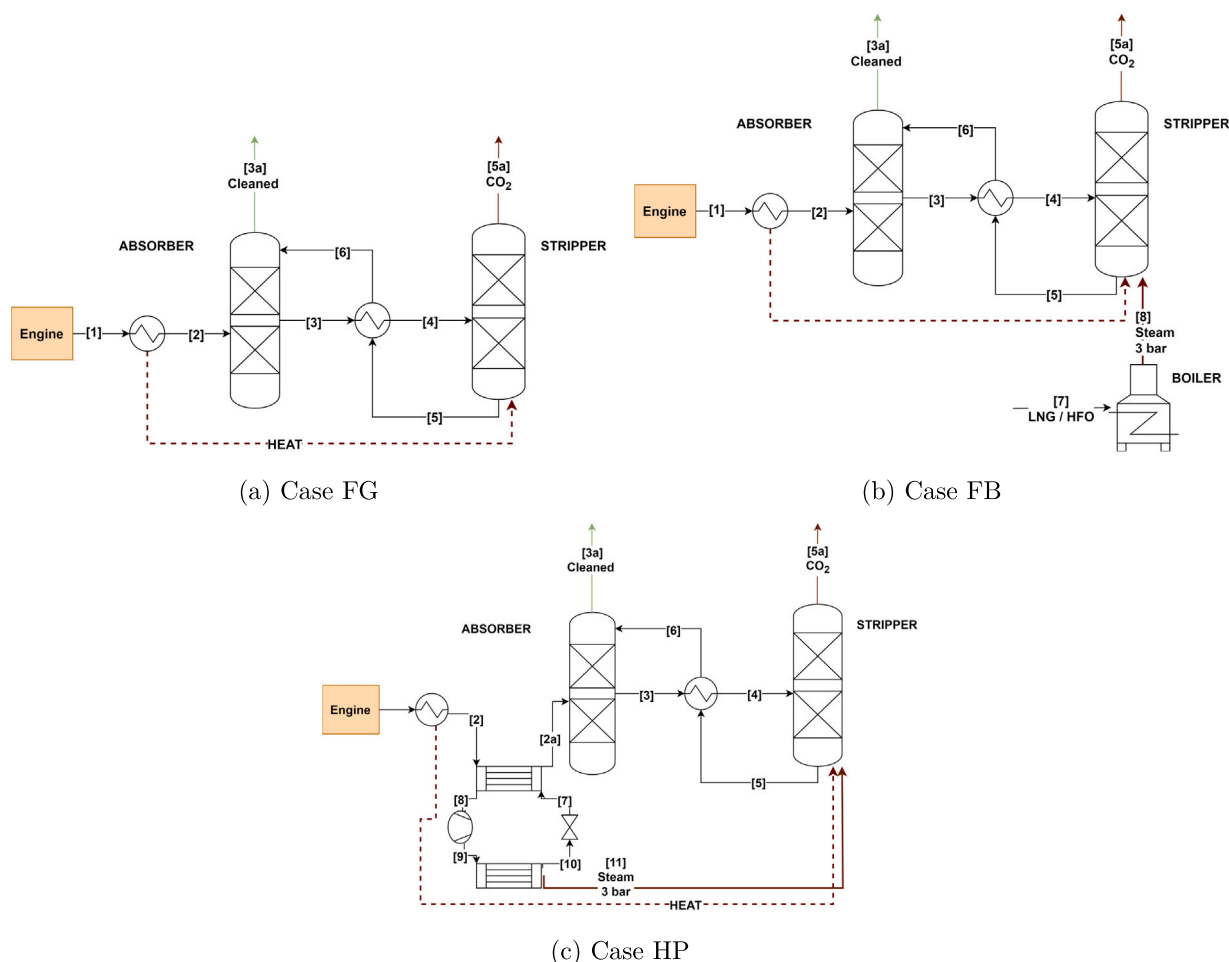 [3a]
Cleaned
[5a]
CO₂
ABSORBER
STRIPPER
[6]
Engine
[1]
[2]
[3]
[4]
[5]
HEAT
(a) Case FG
[3a]
Cleaned
[5a]
CO₂
ABSORBER
STRIPPER
[6]
Engine
[1]
[2]
[3]
[4]
[5]
[8]
Steam
3 bar
BOILER
[7]
LNG / HFO
(b) Case FB
[3a]
Cleaned
[5a]
CO₂
ABSORBER
STRIPPER
[6]
Engine
[2]
[2a]
[3]
[4]
[5]
[8]
[7]
[9]
[10]
[11]
Steam
3 bar
HEAT
(c) Case HP